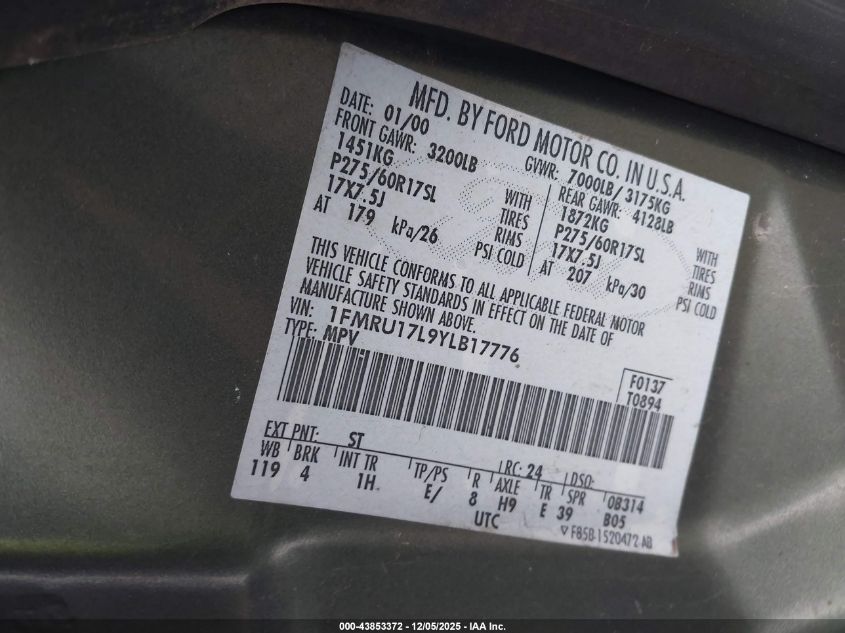 MFD. BY FORD MOTOR CO. IN U.S.A.
DATE: 01/00 GVWR: 7000LB/3175KG
FRONT GAWR: 3200LB REAR GAWR: 4128LB
1451KG WITH 1872KG WITH
P275/60R17SL TIRES P275/60R17SL TIRES
17X7.5J RIMS 17X7.5J RIMS
AT 179 kPa/26 PSI COLD AT 207 kPa/30 PSI COLD
THIS VEHICLE CONFORMS TO ALL APPLICABLE FEDERAL MOTOR
VEHICLE SAFETY STANDARDS IN EFFECT ON THE DATE OF
MANUFACTURE SHOWN ABOVE.
VIN: 1FMRU17L9YLB17776
TYPE: MPV
F0137
T0894
EXT PNT: ST RC: 24 DSO:
WB BRK INT TR TP/PS R AXLE TR SPR 0B314
119 4 1H E/ 8 H9 E 39 B05
UTC
F85B-1520472-AB
000-43853372 - 12/05/2025 - IAA Inc.